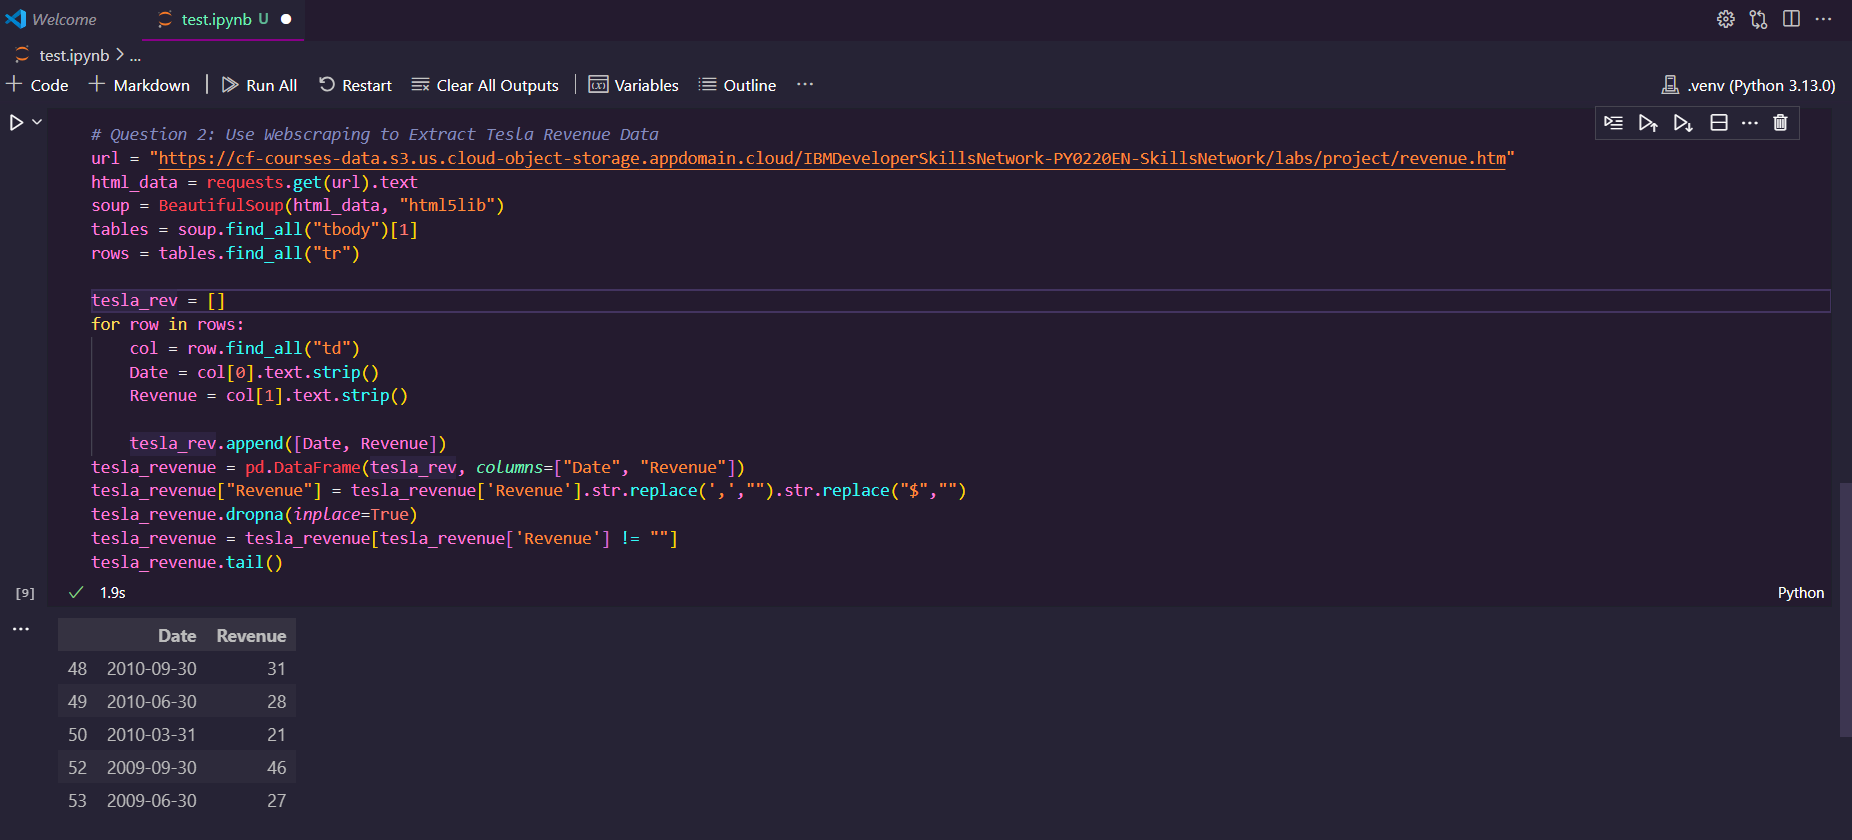 Welcome
test.ipynb U
test.ipynb > ...
Code Markdown Run All Restart Clear All Outputs Variables Outline ... .venv (Python 3.13.0)
# Question 2: Use Webscraping to Extract Tesla Revenue Data
url = "https://cf-courses-data.s3.us.cloud-object-storage.appdomain.cloud/IBMDeveloperSkillsNetwork-PY0220EN-SkillsNetwork/labs/project/revenue.htm"
html_data = requests.get(url).text
soup = BeautifulSoup(html_data, "html5lib")
tables = soup.find_all("tbody")[1]
rows = tables.find_all("tr")
tesla_rev = []
for row in rows:
    col = row.find_all("td")
    Date = col[0].text.strip()
    Revenue = col[1].text.strip()
    tesla_rev.append([Date, Revenue])
tesla_revenue = pd.DataFrame(tesla_rev, columns=["Date", "Revenue"])
tesla_revenue["Revenue"] = tesla_revenue['Revenue'].str.replace(',',"").str.replace("$","")
tesla_revenue.dropna(inplace=True)
tesla_revenue = tesla_revenue[tesla_revenue['Revenue'] != ""]
tesla_revenue.tail()
[9] 1.9s Python
Date Revenue
48 2010-09-30 31
49 2010-06-30 28
50 2010-03-31 21
52 2009-09-30 46
53 2009-06-30 27